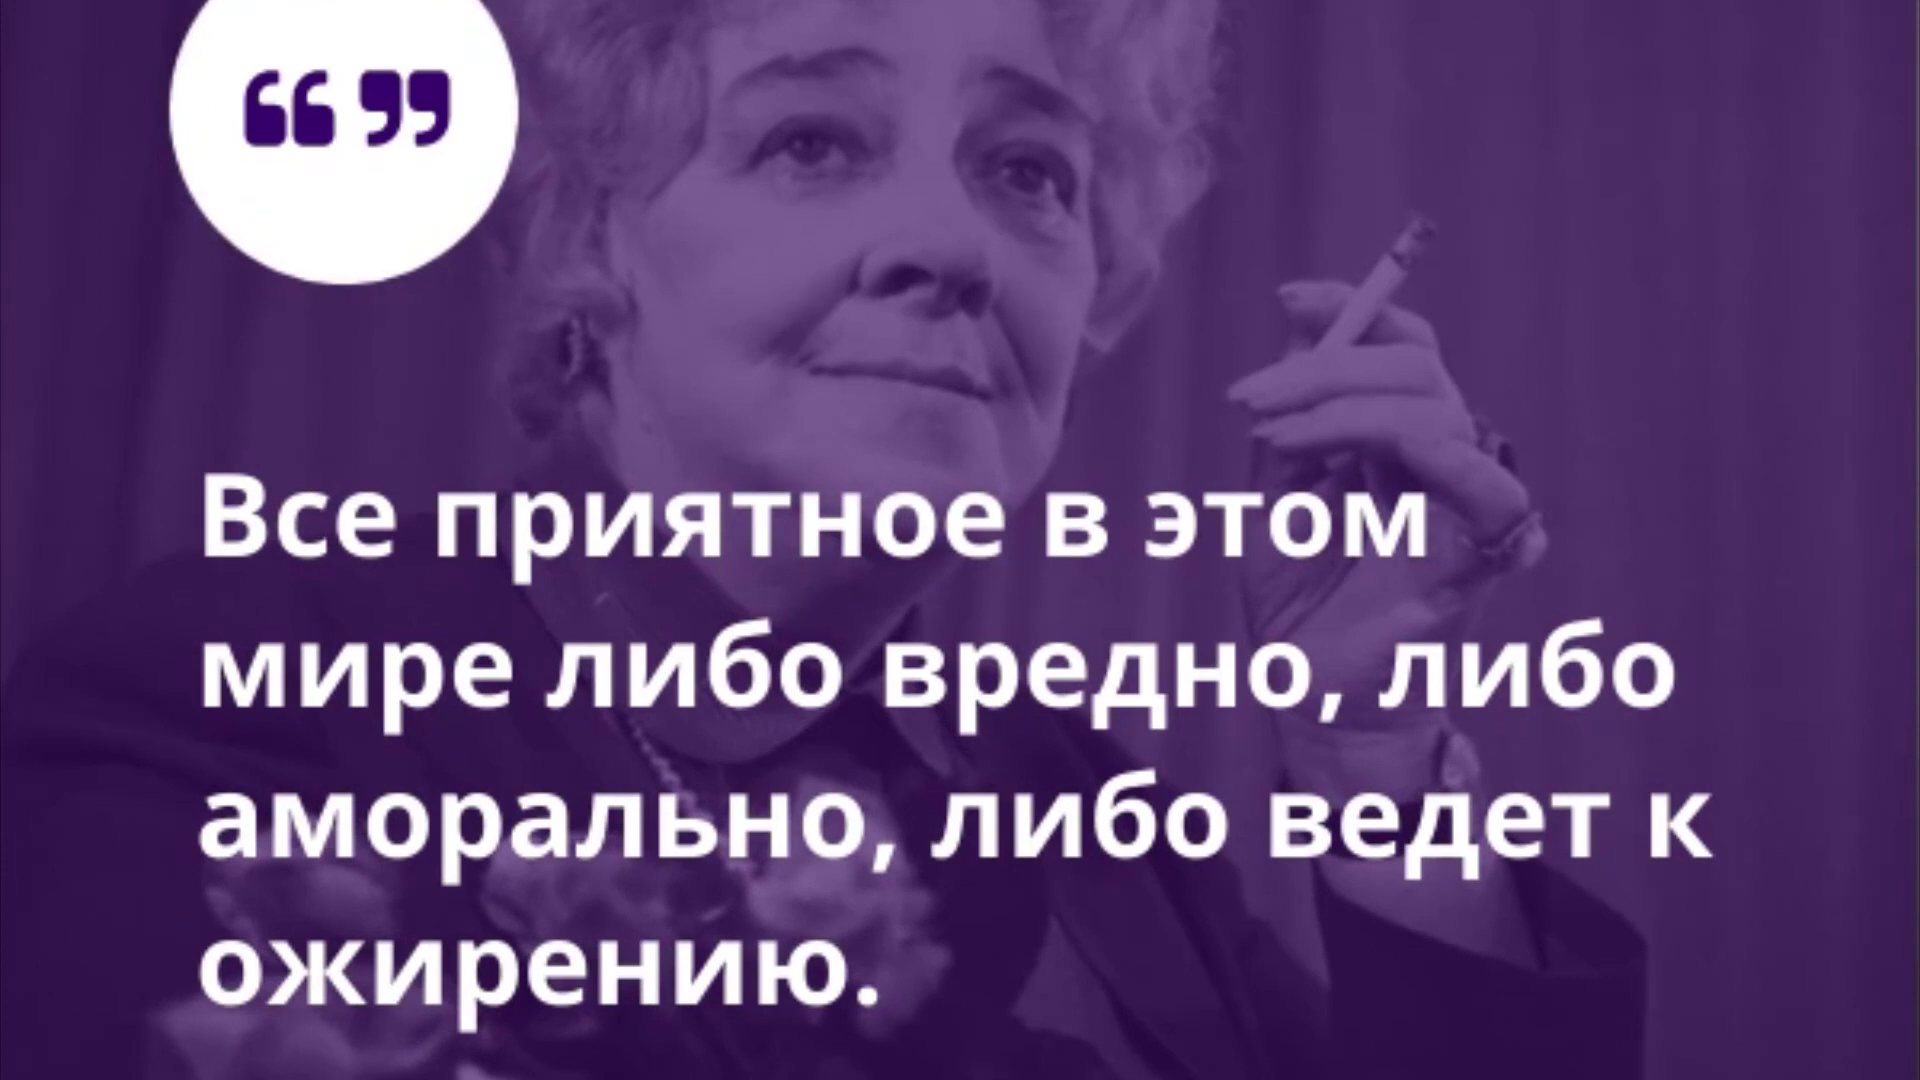 Все приятное в этом
мире либо вредно, либо
аморально, либо ведет к
ожирению.